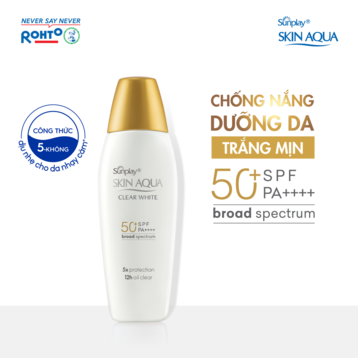 NEVER SAY NEVER
ROHTO
Sunplay®
SKIN AQUA
CÔNG THỨC
5-KHÔNG
dịu nhẹ cho da nhạy cảm
CHỐNG NẮNG
DƯỠNG DA
TRẮNG MỊN
50+ SPF
PA++++
broad spectrum
Sunplay®
SKIN AQUA
CLEAR WHITE
50+ SPF
PA++++
broad spectrum
5x protection
12h oil clear